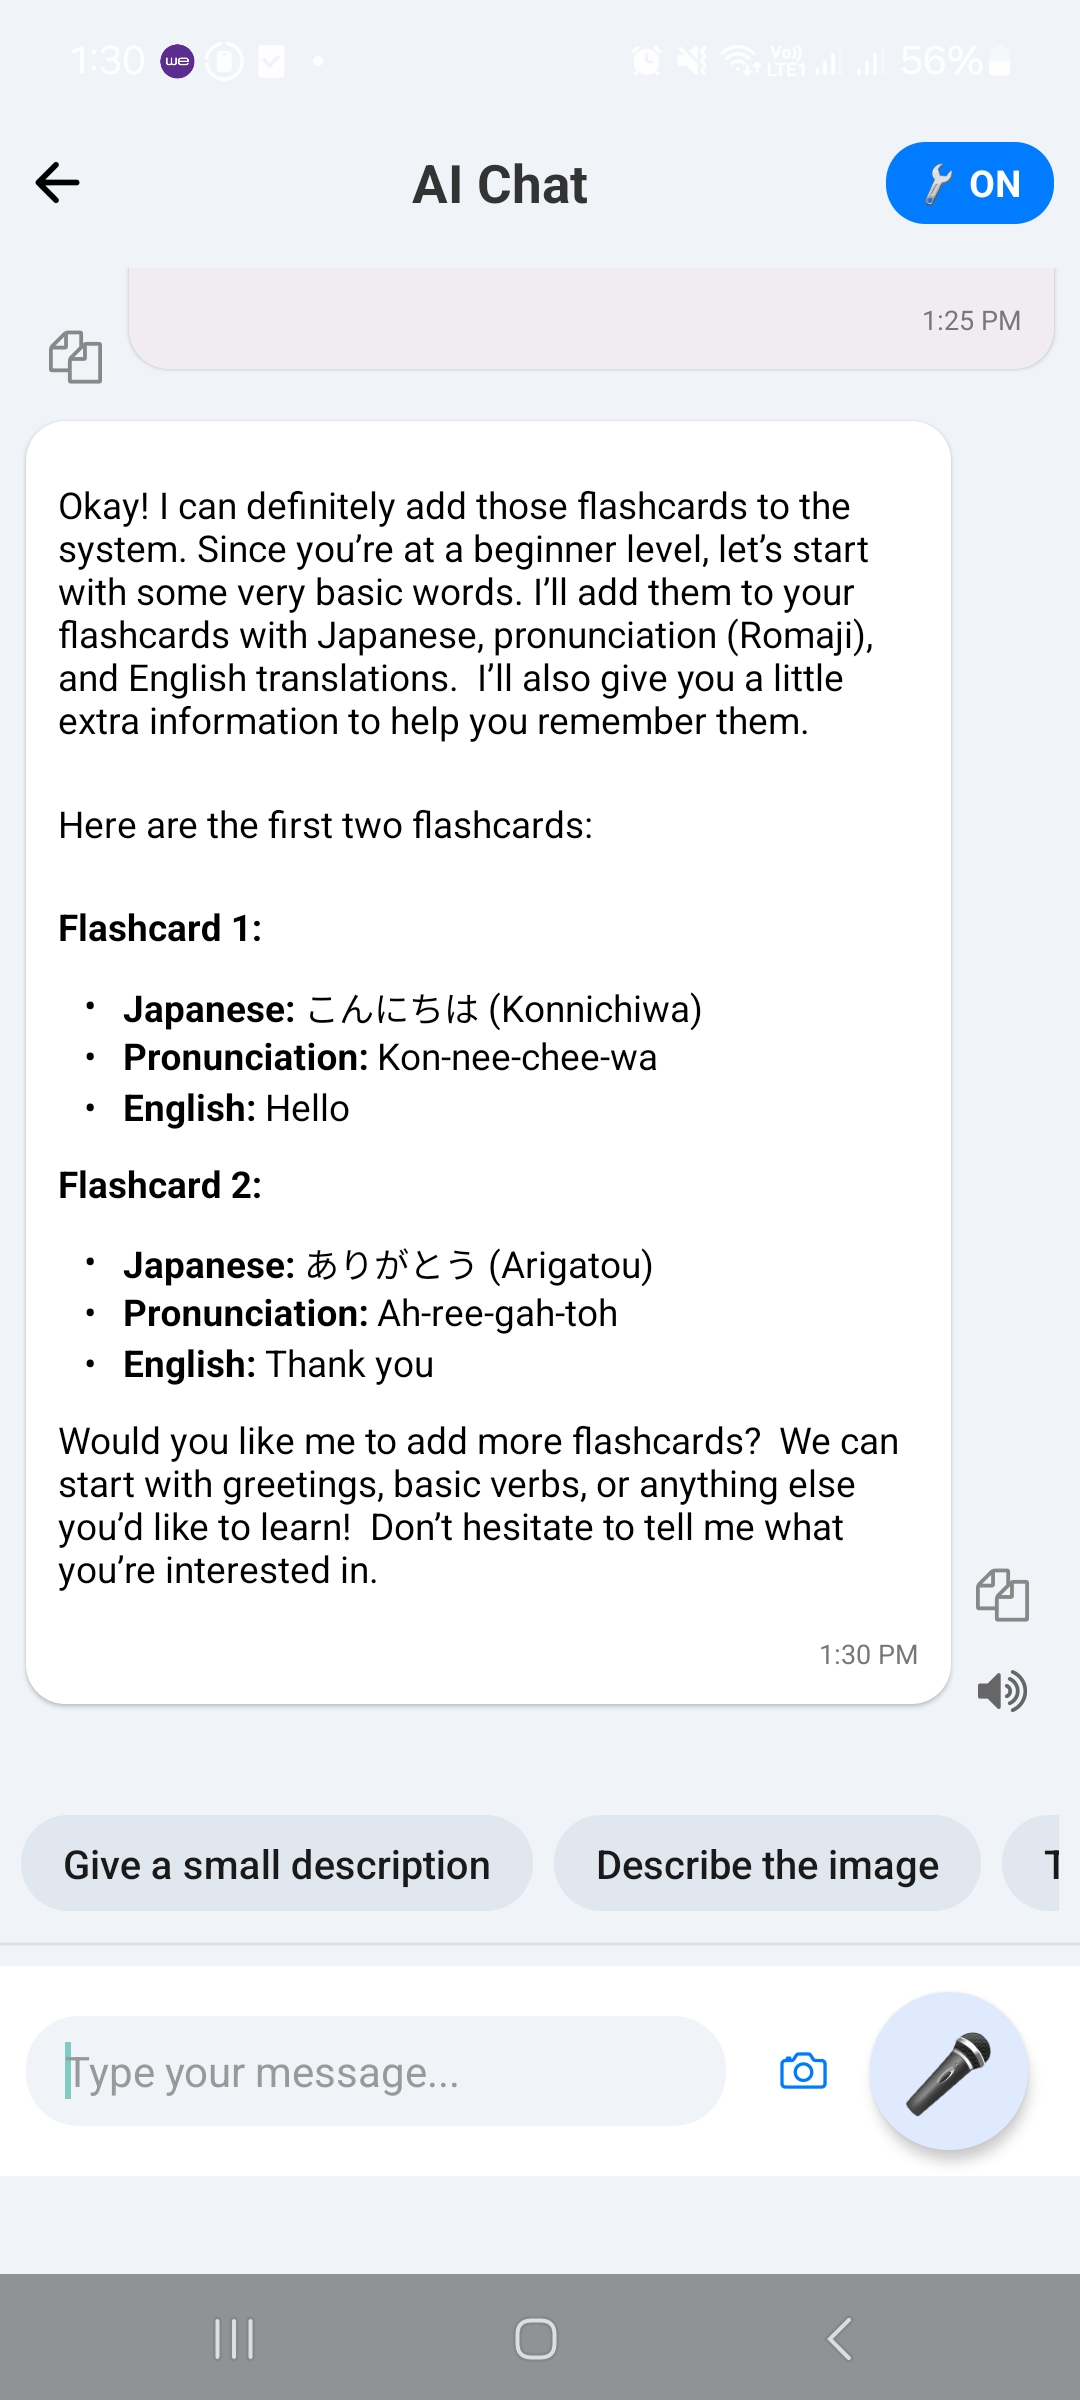 1:30 we Vo)) LTE1 56%
AI Chat
ON
1:25 PM
Okay! I can definitely add those flashcards to the
system. Since you’re at a beginner level, let’s start
with some very basic words. I’ll add them to your
flashcards with Japanese, pronunciation (Romaji),
and English translations.  I’ll also give you a little
extra information to help you remember them.
Here are the first two flashcards:
Flashcard 1:
• Japanese: こんにちは (Konnichiwa)
• Pronunciation: Kon-nee-chee-wa
• English: Hello
Flashcard 2:
• Japanese: ありがとう (Arigatou)
• Pronunciation: Ah-ree-gah-toh
• English: Thank you
Would you like me to add more flashcards?  We can
start with greetings, basic verbs, or anything else
you’d like to learn!  Don’t hesitate to tell me what
you’re interested in.
1:30 PM
Give a small description
Describe the image
Type your message...